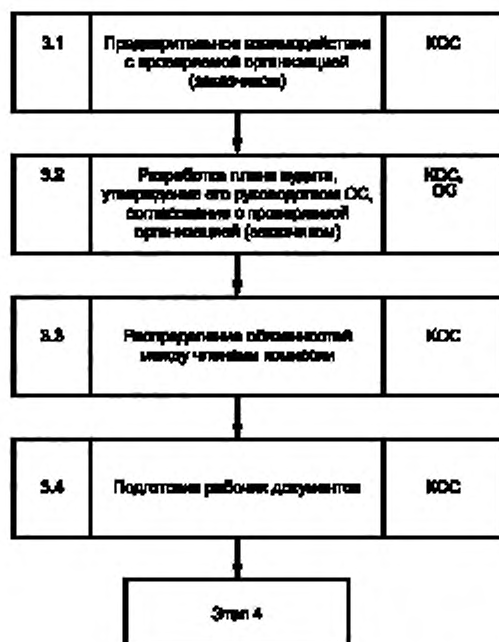 3.1
Предварительное взаимодействие
с проверяемой организацией
(заказчиком)
КОС
3.2
Разработка плана аудита,
утверждение его руководством ОС,
согласование с проверяемой
организацией (заказчиком)
КОС,
ОС
3.3
Распределение обязанностей
между членами комиссии
КОС
3.4
Подготовка рабочих документов
КОС
Этап 4